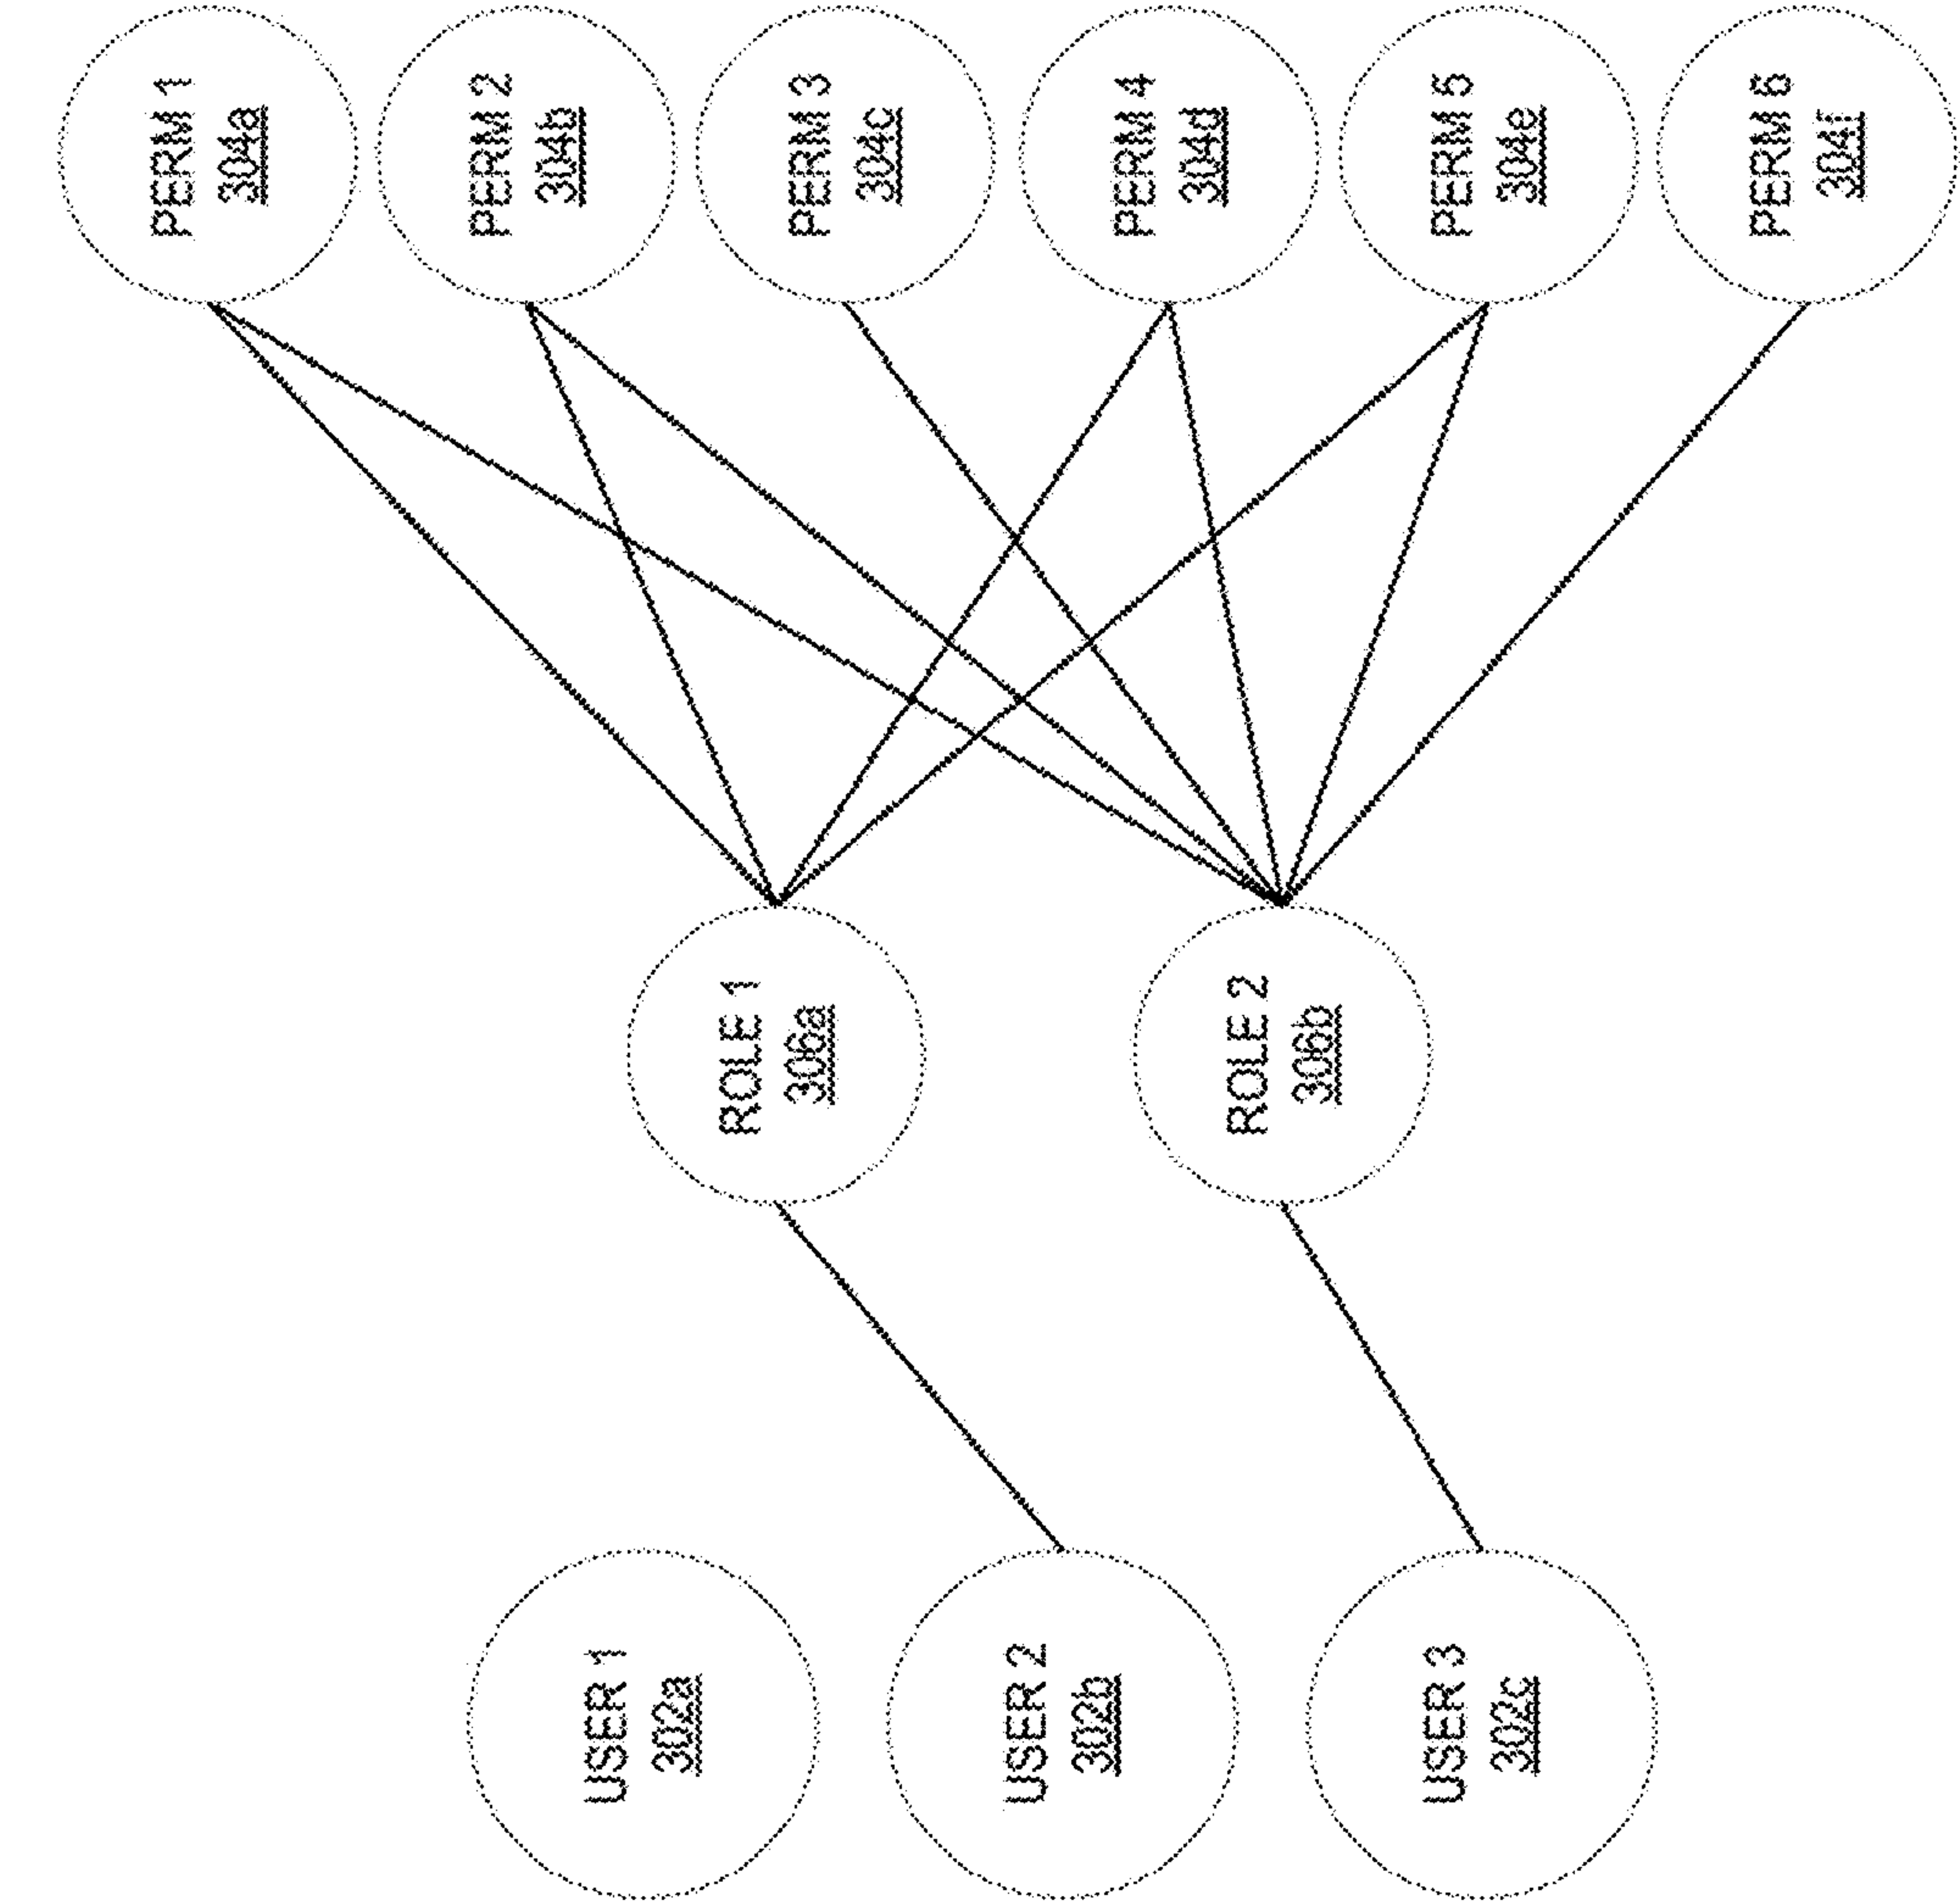 USER 1
302a
USER 2
302b
USER 3
302c
ROLE 1
306a
ROLE 2
306b
PERM 1
304a
PERM 2
304b
PERM 3
304c
PERM 4
304d
PERM 5
304e
PERM 6
304f